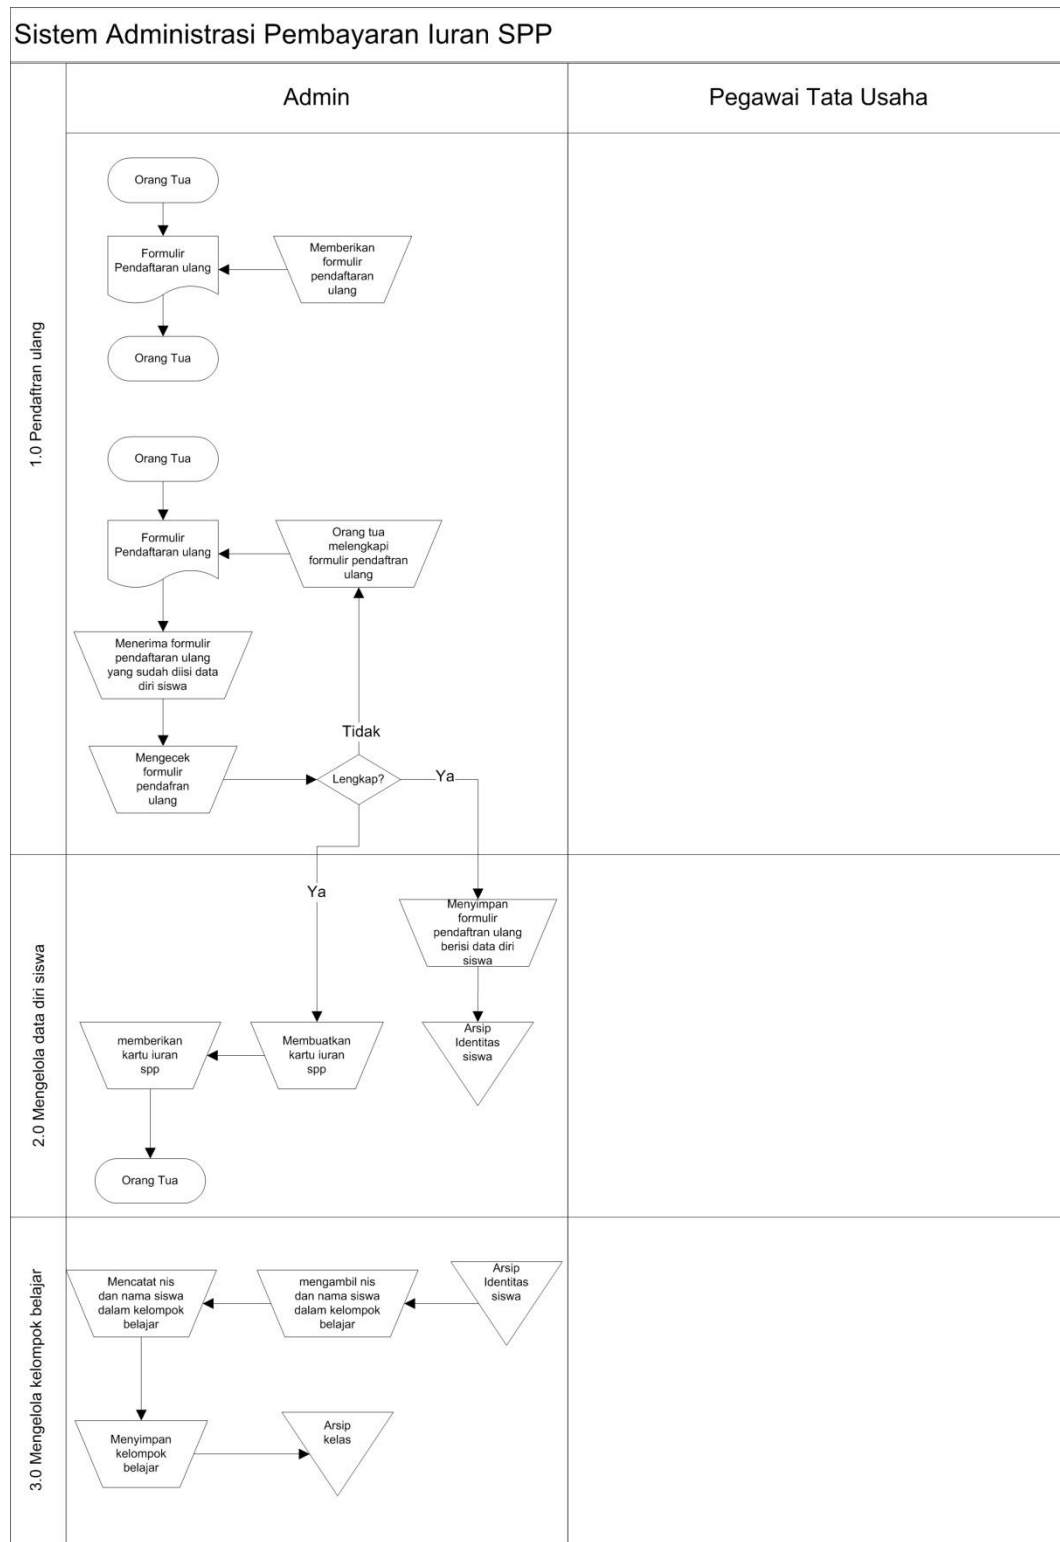 Sistem Administrasi Pembayaran Iuran SPP
Admin
Pegawai Tata Usaha
1.0 Pendaftran ulang
Orang Tua
Formulir
Pendaftaran ulang
Memberikan
formulir
pendaftaran
ulang
Orang Tua
Orang Tua
Formulir
Pendaftaran ulang
Orang tua
melengkapi
formulir pendaftran
ulang
Menerima formulir
pendaftaran ulang
yang sudah diisi data
diri siswa
Mengecek
formulir
pendafran
ulang
Lengkap?
Tidak
Ya
2.0 Mengelola data diri siswa
Ya
Menyimpan
formulir
pendaftran ulang
berisi data diri
siswa
memberikan
kartu iuran
spp
Membuatkan
kartu iuran
spp
Arsip
Identitas
siswa
Orang Tua
3.0 Mengelola kelompok belajar
Mencatat nis
dan nama siswa
dalam kelompok
belajar
mengambil nis
dan nama siswa
dalam kelompok
belajar
Arsip
Identitas
siswa
Menyimpan
kelompok
belajar
Arsip
kelas